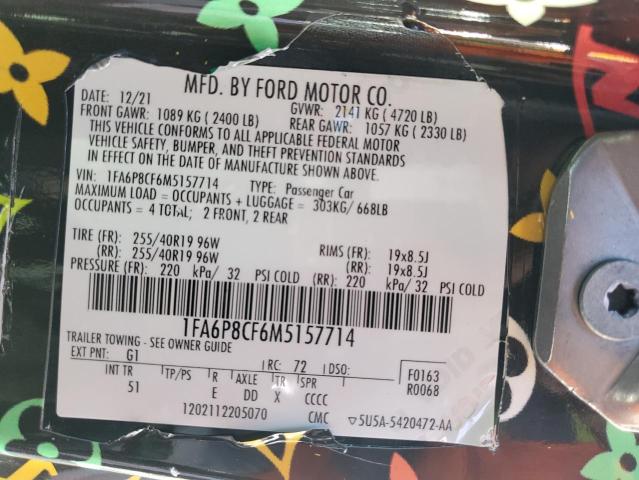 MFD. BY FORD MOTOR CO.
DATE: 12/21 GVWR: 2141 KG ( 4720 LB)
FRONT GAWR: 1089 KG ( 2400 LB) REAR GAWR: 1057 KG ( 2330 LB)
THIS VEHICLE CONFORMS TO ALL APPLICABLE FEDERAL MOTOR
VEHICLE SAFETY, BUMPER, AND THEFT PREVENTION STANDARDS
IN EFFECT ON THE DATE OF MANUFACTURE SHOWN ABOVE.
VIN: 1FA6P8CF6M5157714 TYPE: Passenger Car
MAXIMUM LOAD = OCCUPANTS + LUGGAGE = 303KG/ 668LB
OCCUPANTS = 4 TOTAL; 2 FRONT, 2 REAR
TIRE (FR): 255/40R19 96W RIMS (FR): 19x8.5J
(RR): 255/40R19 96W (RR): 19x8.5J
PRESSURE (FR): 220 kPa/ 32 PSI COLD (RR): 220 kPa/ 32 PSI COLD
1FA6P8CF6M5157714
TRAILER TOWING - SEE OWNER GUIDE
EXT PNT: G1 RC: 72 DSO: F0163
INT TR TP/PS R AXLE TR SPR R0068
51 E DD X CCCC
1202112205070 CMC ▽5U5A-5420472-AA